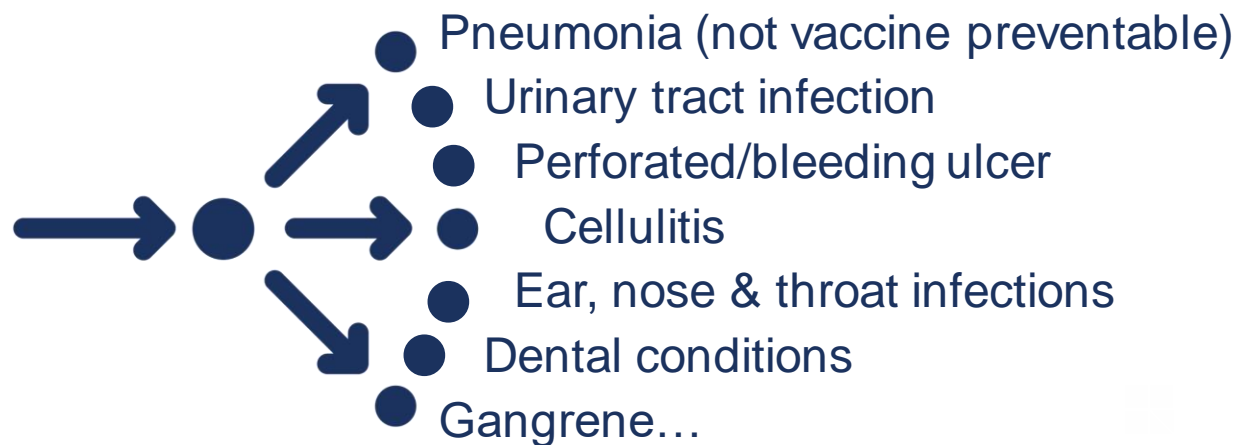 Pneumonia (not vaccine preventable)
Urinary tract infection
Perforated/bleeding ulcer
Cellulitis
Ear, nose & throat infections
Dental conditions
Gangrene…